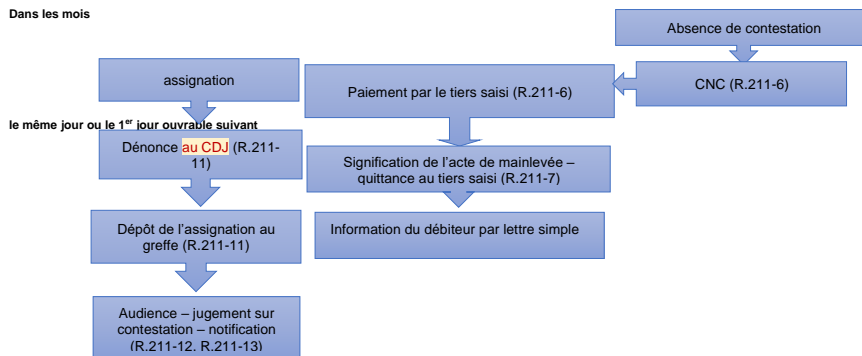 Dans les mois
Absence de contestation
assignation
Paiement par le tiers saisi (R.211-6)
CNC (R.211-6)
le même jour ou le 1er jour ouvrable suivant
Dénonce au CDJ (R.211-
11)
Signification de l'acte de mainlevée –
quittance au tiers saisi (R.211-7)
Dépôt de l'assignation au
greffe (R.211-11)
Information du débiteur par lettre simple
Audience – jugement sur
contestation – notification
(R.211-12. R.211-13)